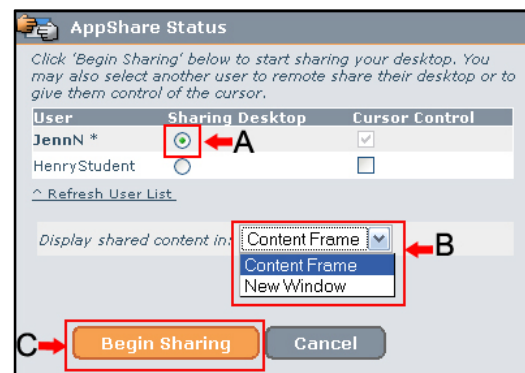 AppShare Status
Click 'Begin Sharing' below to start sharing your desktop. You
may also select another user to remote share their desktop or to
give them control of the cursor.
User Sharing Desktop Cursor Control
JennN * A
HenryStudent
^ Refresh User List
Display shared content in: Content Frame B
Content Frame
New Window
C Begin Sharing Cancel